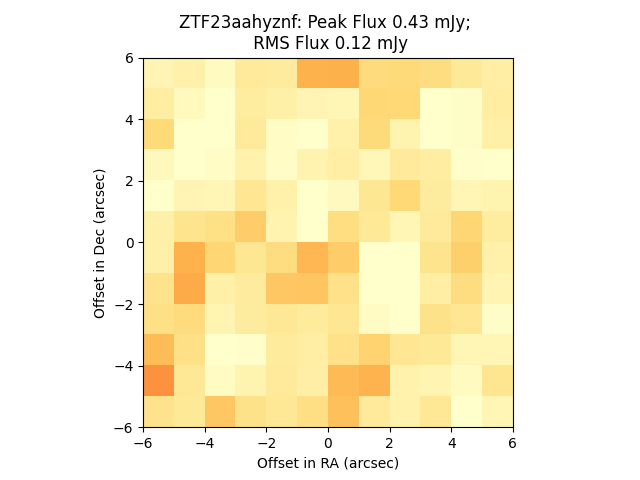 ZTF23aahyznf: Peak Flux 0.43 mJy;
RMS Flux 0.12 mJy
6
4
2
0
−2
−4
−6
Offset in Dec (arcsec)
−6 −4 −2 0 2 4 6
Offset in RA (arcsec)